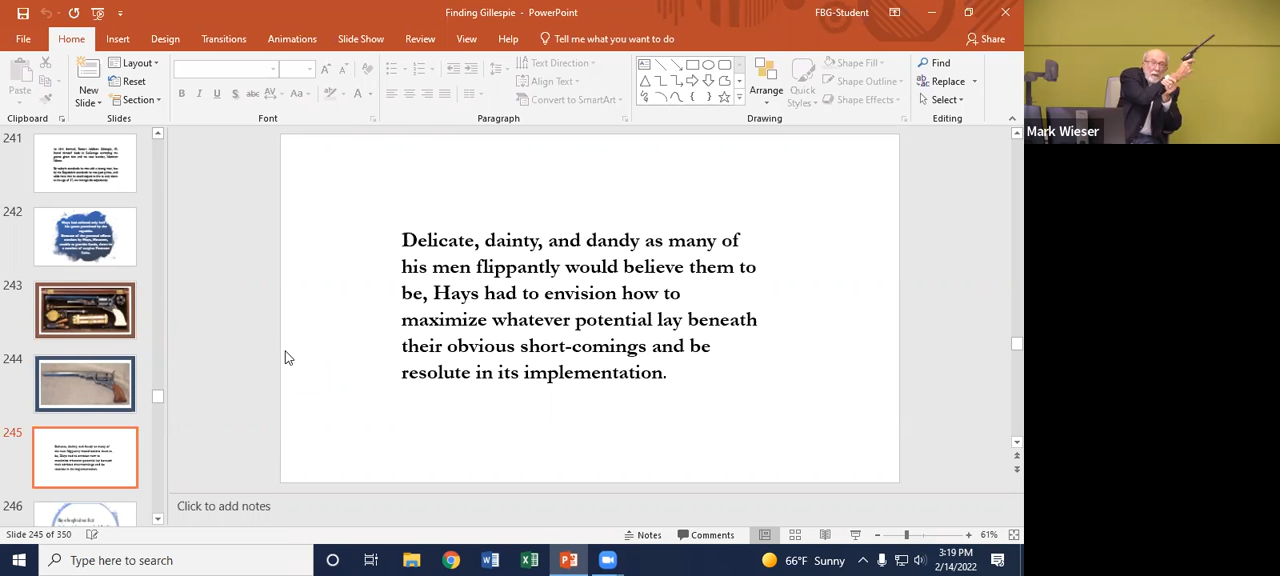 Finding Gillespie - PowerPoint
FBG-Student
File Home Insert Design Transitions Animations Slide Show Review View Help Tell me what you want to do
Share
Paste
New
Slide
Layout
Reset
Section
Clipboard
Slides
B I U S abc AV Aa
Font
Text Direction
Align Text
Convert to SmartArt
Paragraph
Arrange
Quick
Styles
Shape Fill
Shape Outline
Shape Effects
Drawing
Find
Replace
Select
Editing
Mark Wieser
241
242
243
244
245
246
Delicate, dainty, and dandy as many of
his men flippantly would believe them to
be, Hays had to envision how to
maximize whatever potential lay beneath
their obvious short-comings and be
resolute in its implementation.
Click to add notes
Slide 245 of 350
Notes
Comments
61%
Type here to search
66°F Sunny
3:19 PM
2/14/2022